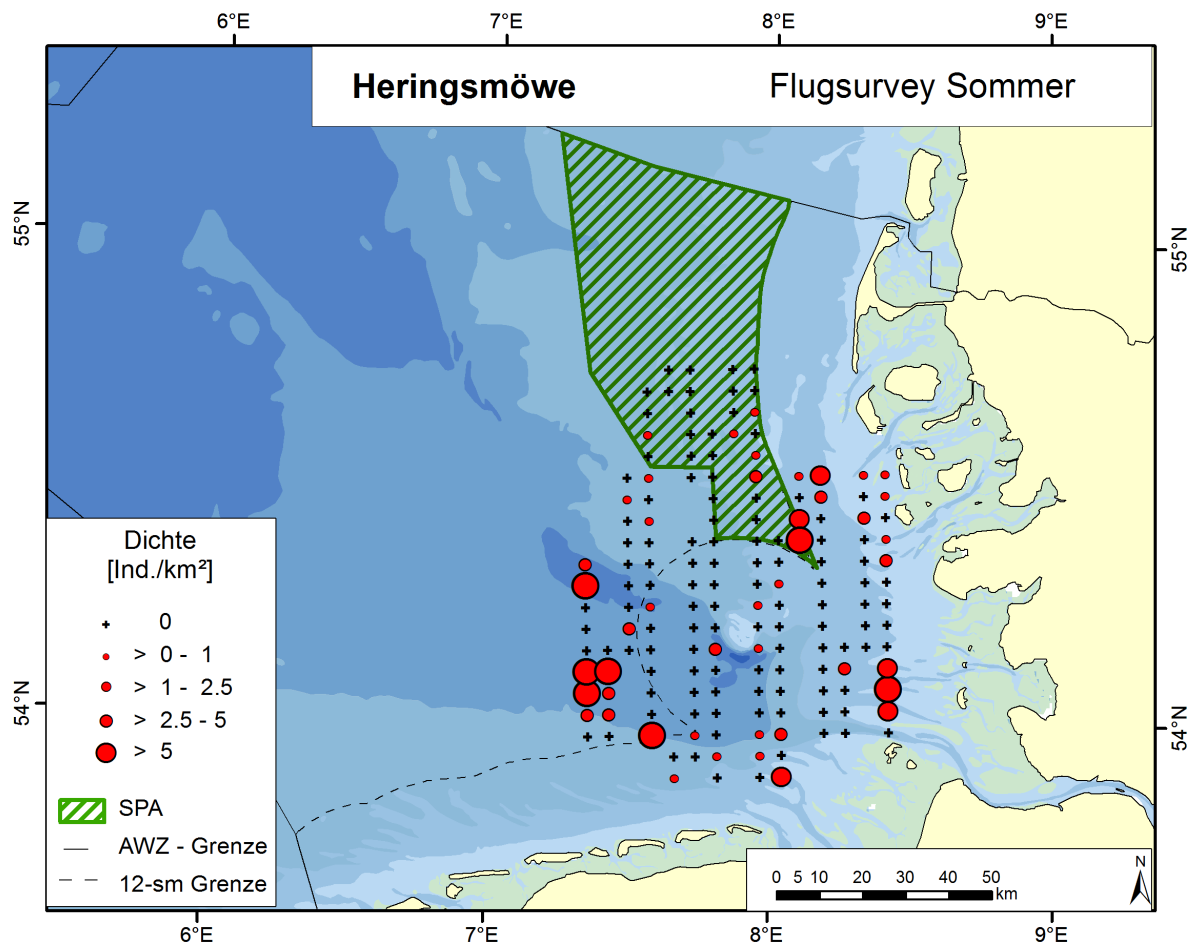 6°E 7°E 8°E 9°E
Heringsmöwe Flugsurvey Sommer
55°N 55°N
Dichte
[Ind./km²]
0
> 0 - 1
> 1 - 2.5
> 2.5 - 5
> 5
SPA
AWZ - Grenze
12-sm Grenze
54°N 54°N
N
0 5 10 20 30 40 50
km
6°E 7°E 8°E 9°E